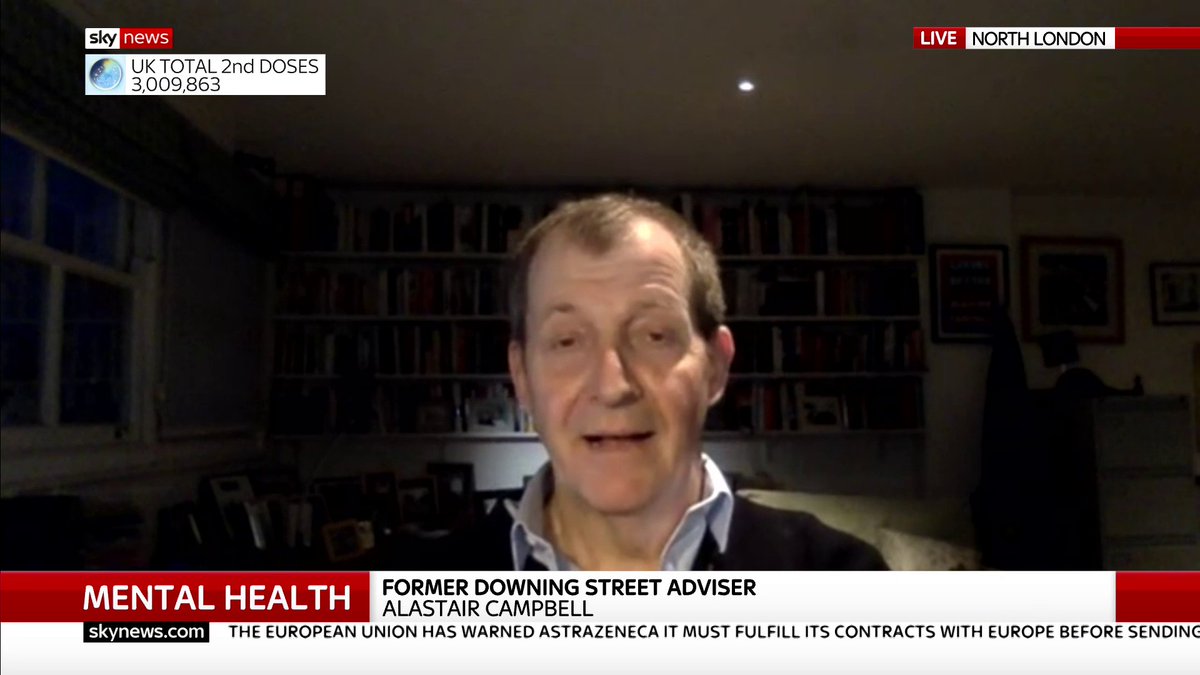 sky news
LIVE NORTH LONDON
UK TOTAL 2nd DOSES
3,009,863
MENTAL HEALTH
FORMER DOWNING STREET ADVISER
ALASTAIR CAMPBELL
skynews.com THE EUROPEAN UNION HAS WARNED ASTRAZENECA IT MUST FULFILL ITS CONTRACTS WITH EUROPE BEFORE SENDING